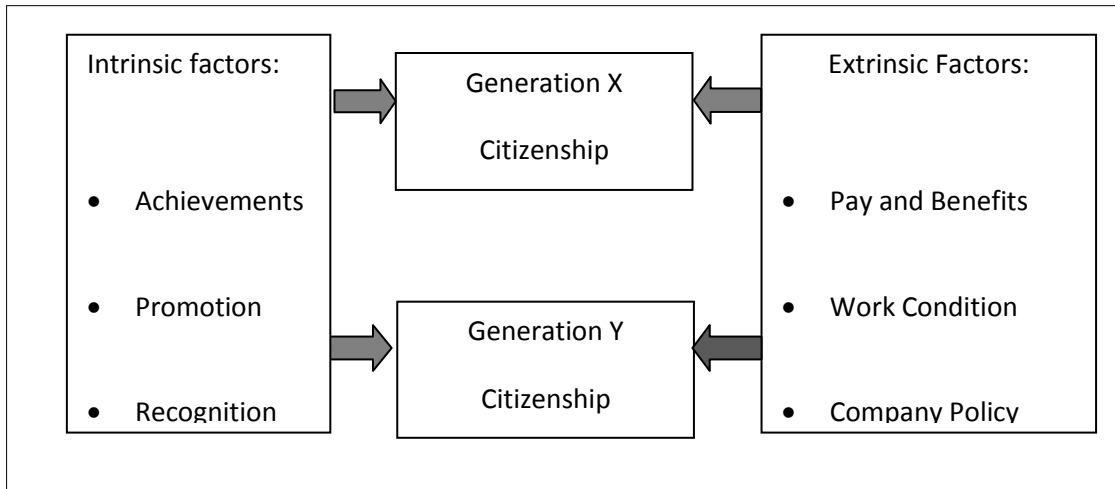 Intrinsic factors:
• Achievements
• Promotion
• Recognition
Generation X
Citizenship
Generation Y
Citizenship
Extrinsic Factors:
• Pay and Benefits
• Work Condition
• Company Policy